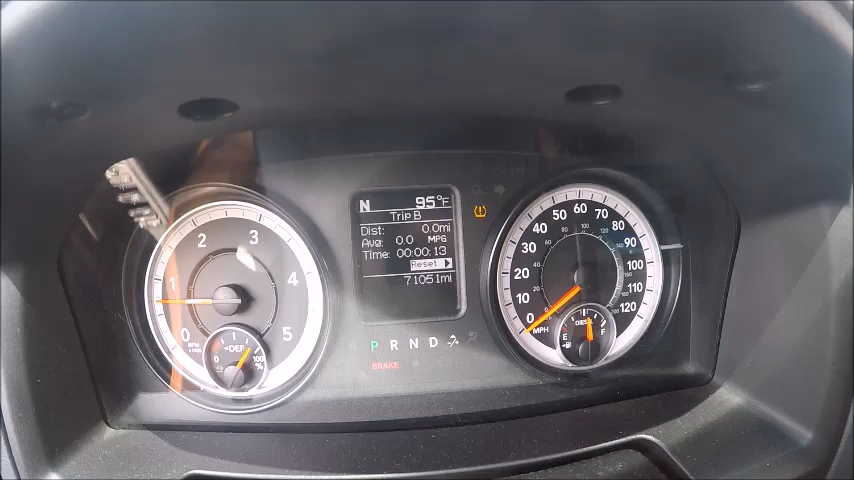 N 95°F
Trip B
Dist: 0.0mi
Avg: 0.0 MPG
Time: 00:00:13
Reset
71051mi
0 1 2 3 4 5
RPM
DEF
0 100 %
0 10 20 30 40 50 60 70 80 90 100 110 120
MPH
DIESEL
E F
P R N D
BRAKE